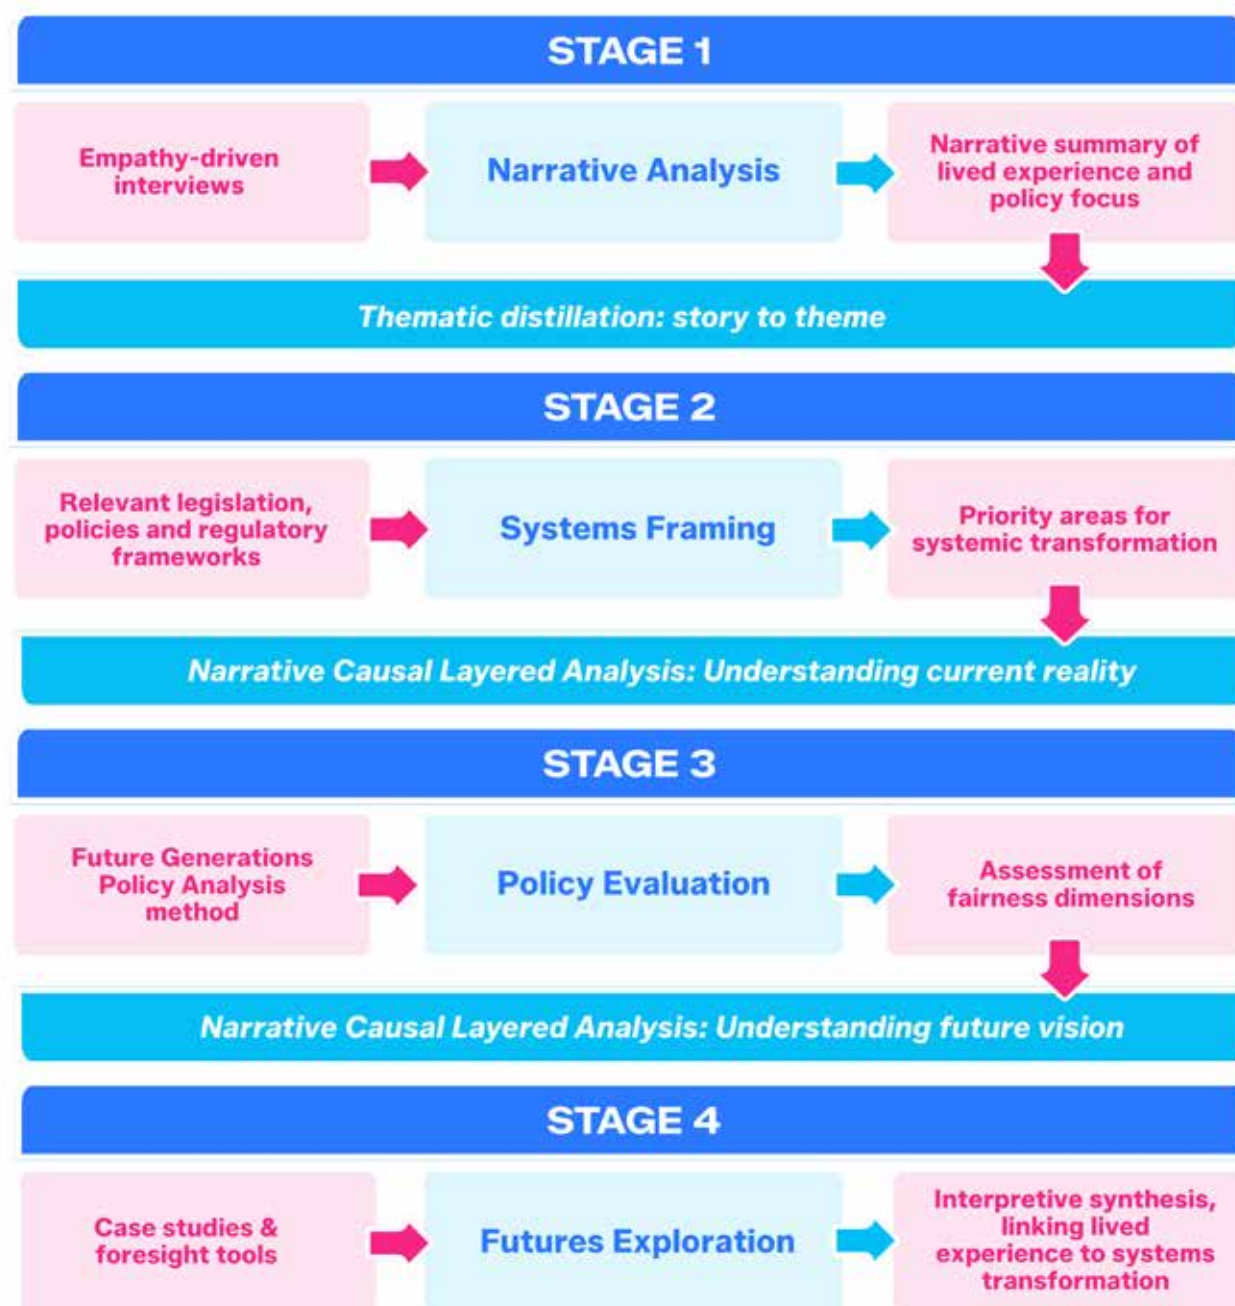 STAGE 1
Empathy-driven
interviews
Narrative Analysis
Narrative summary of
lived experience and
policy focus
Thematic distillation: story to theme
STAGE 2
Relevant legislation,
policies and regulatory
frameworks
Systems Framing
Priority areas for
systemic transformation
Narrative Causal Layered Analysis: Understanding current reality
STAGE 3
Future Generations
Policy Analysis
method
Policy Evaluation
Assessment of
fairness dimensions
Narrative Causal Layered Analysis: Understanding future vision
STAGE 4
Case studies &
foresight tools
Futures Exploration
Interpretive synthesis,
linking lived
experience to systems
transformation